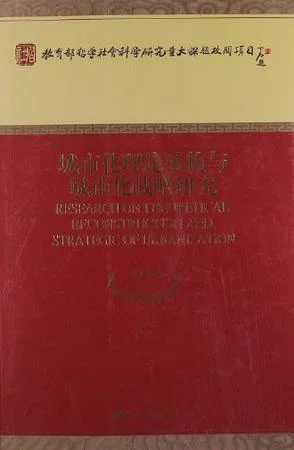 教育部哲学社会科学研究重大课题攻关项目
城市化理论重构与
城市化战略研究
RESEARCH ON THEORETICAL
RECONSTRUCTION AND
STRATEGIC OF URBANIZATION